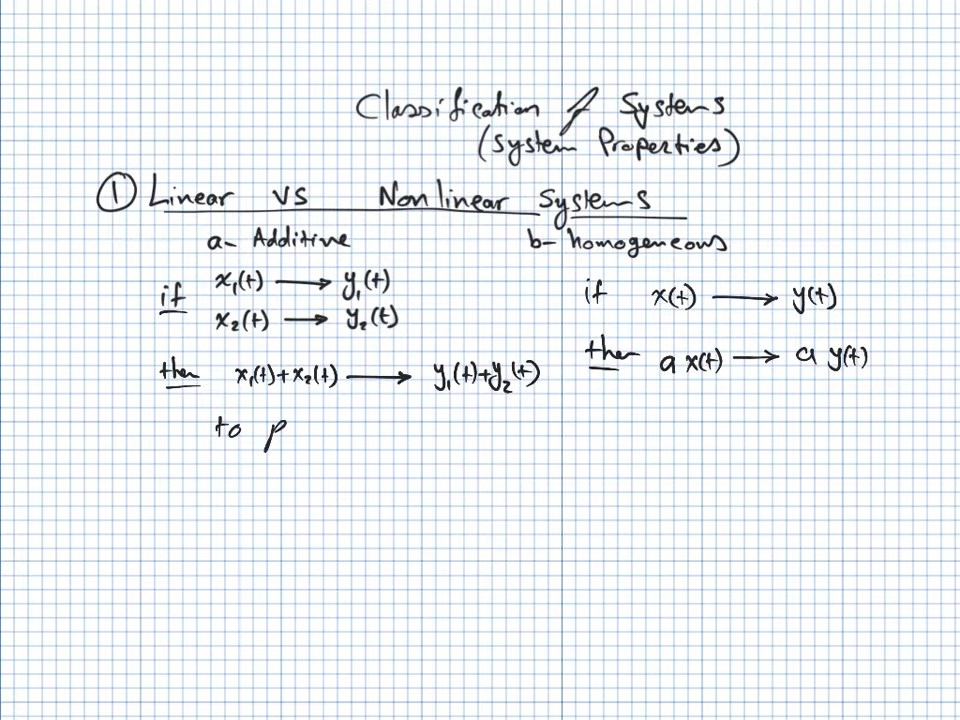 Classification of Systems
(System Properties)
① Linear vs Nonlinear Systems
a- Additive
if x₁(t) ⟶ y₁(t)
x₂(t) ⟶ y₂(t)
then x₁(t)+x₂(t) ⟶ y₁(t)+y₂(t)
to p
b- homogeneous
if x(t) ⟶ y(t)
then a x(t) ⟶ a y(t)